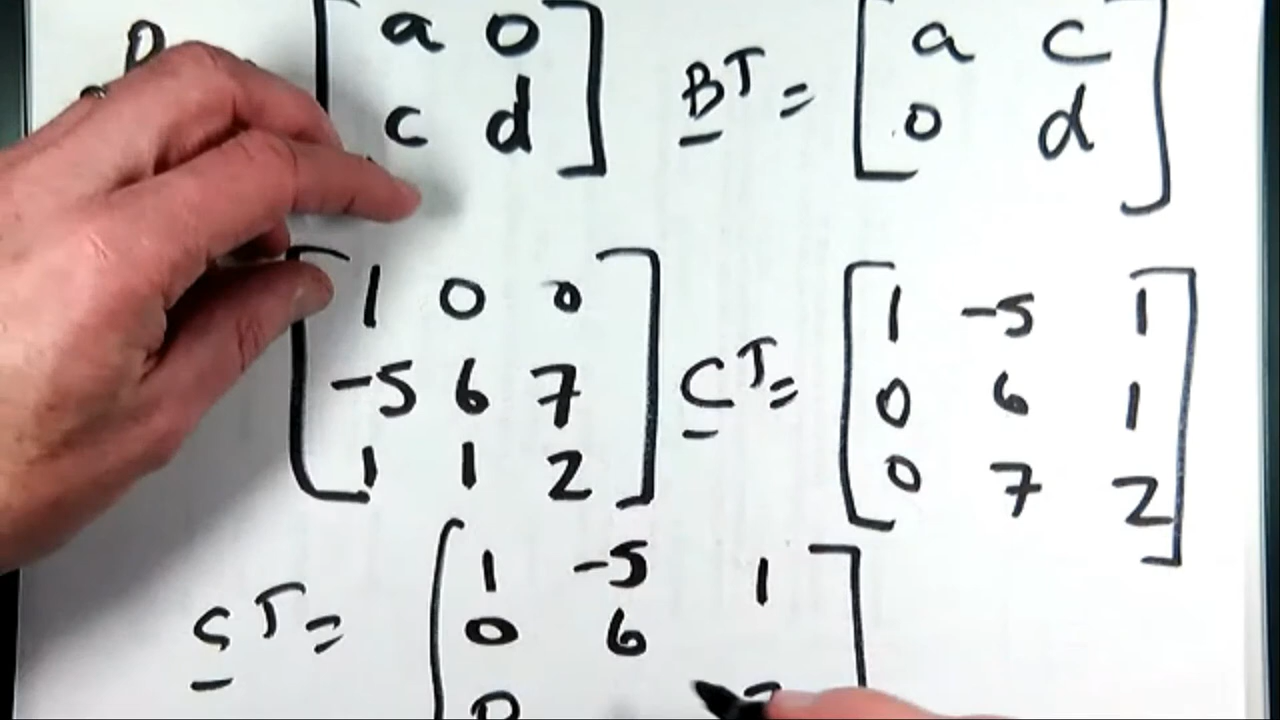 [a 0] B^T = [a c]
[c d] [0 d]
[1 0 0] C^T = [1 -5 1]
[-5 6 7] [0 6 1]
[1 1 2] [0 7 2]
C^T = [1 -5 1]
[0 6]
[0